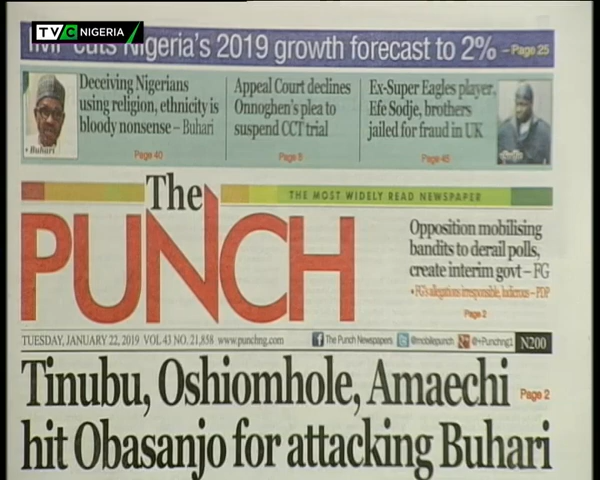 TVC NIGERIA
IMF cuts Nigeria's 2019 growth forecast to 2% – Page 25
Deceiving Nigerians
using religion, ethnicity is
bloody nonsense – Buhari
Page 40
• Buhari
Appeal Court declines
Onnoghen's plea to
suspend CCT trial
Page 8
Ex-Super Eagles player,
Efe Sodje, brothers
jailed for fraud in UK
Page 45
The
PUNCH
THE MOST WIDELY READ NEWSPAPER
Opposition mobilising
bandits to derail polls,
create interim govt – FG
• FG's allegations irresponsible, ludicrous – PDP
Page 2
TUESDAY, JANUARY 22, 2019 VOL 43 NO. 21,858 www.punchng.com
The Punch Newspapers @mobilepunch @+Punchng1 N200
Tinubu, Oshiomhole, Amaechi Page 2
hit Obasanjo for attacking Buhari